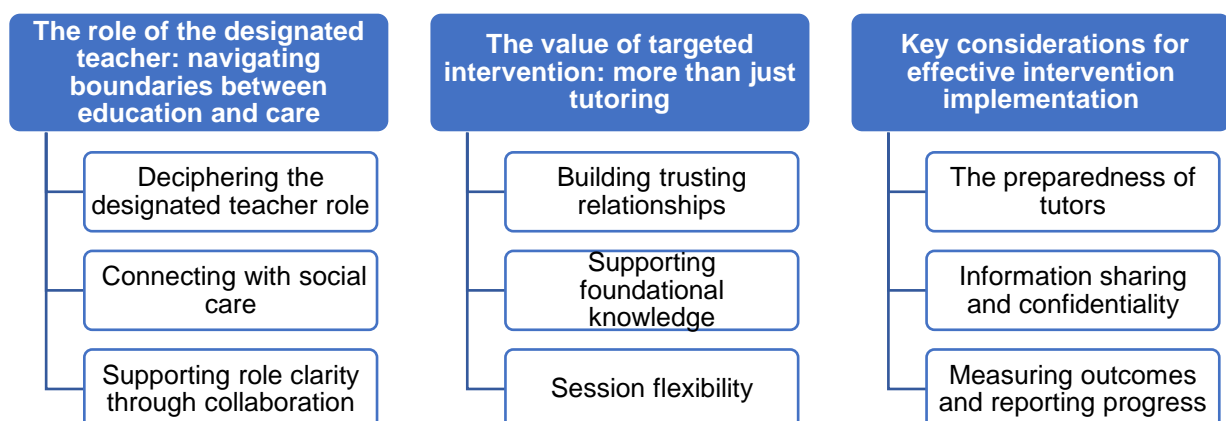 The role of the designated
teacher: navigating
boundaries between
education and care
Deciphering the
designated teacher role
Connecting with social
care
Supporting role clarity
through collaboration
The value of targeted
intervention: more than just
tutoring
Building trusting
relationships
Supporting
foundational
knowledge
Session flexibility
Key considerations for
effective intervention
implementation
The preparedness of
tutors
Information sharing
and confidentiality
Measuring outcomes
and reporting progress